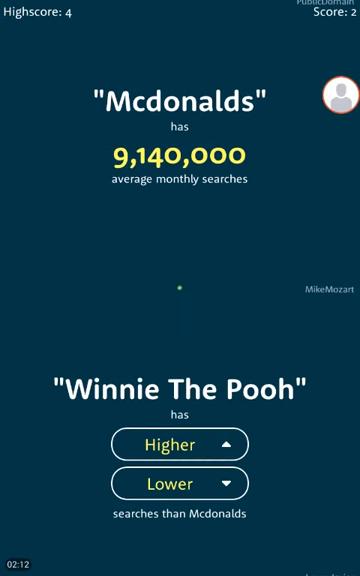 PublicDomain
Highscore: 4
Score: 2
"Mcdonalds"
has
9,140,000
average monthly searches
MikeMozart
"Winnie The Pooh"
has
Higher
Lower
searches than Mcdonalds
02:12